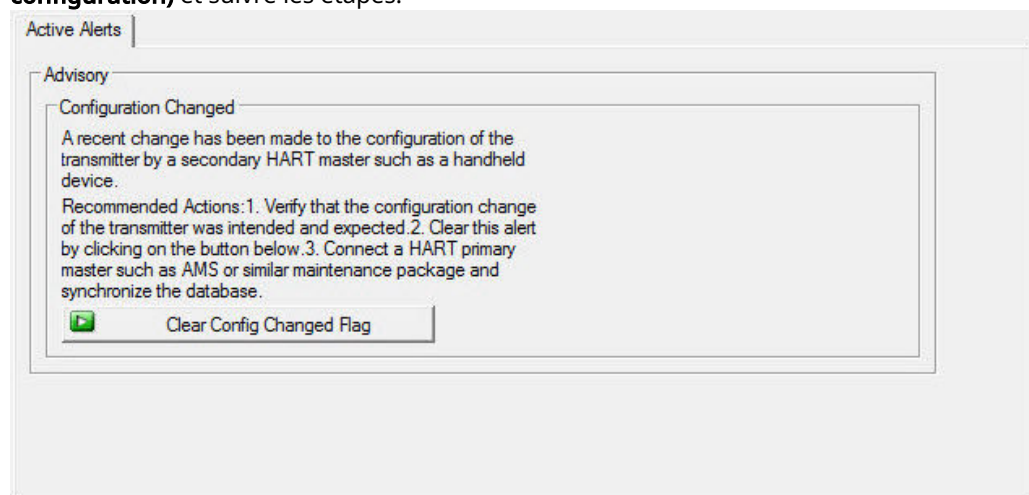 configuration) et suivre les étapes.
Active Alerts
Advisory
Configuration Changed
A recent change has been made to the configuration of the
transmitter by a secondary HART master such as a handheld
device.
Recommended Actions:1. Verify that the configuration change
of the transmitter was intended and expected.2. Clear this alert
by clicking on the button below.3. Connect a HART primary
master such as AMS or similar maintenance package and
synchronize the database.
Clear Config Changed Flag